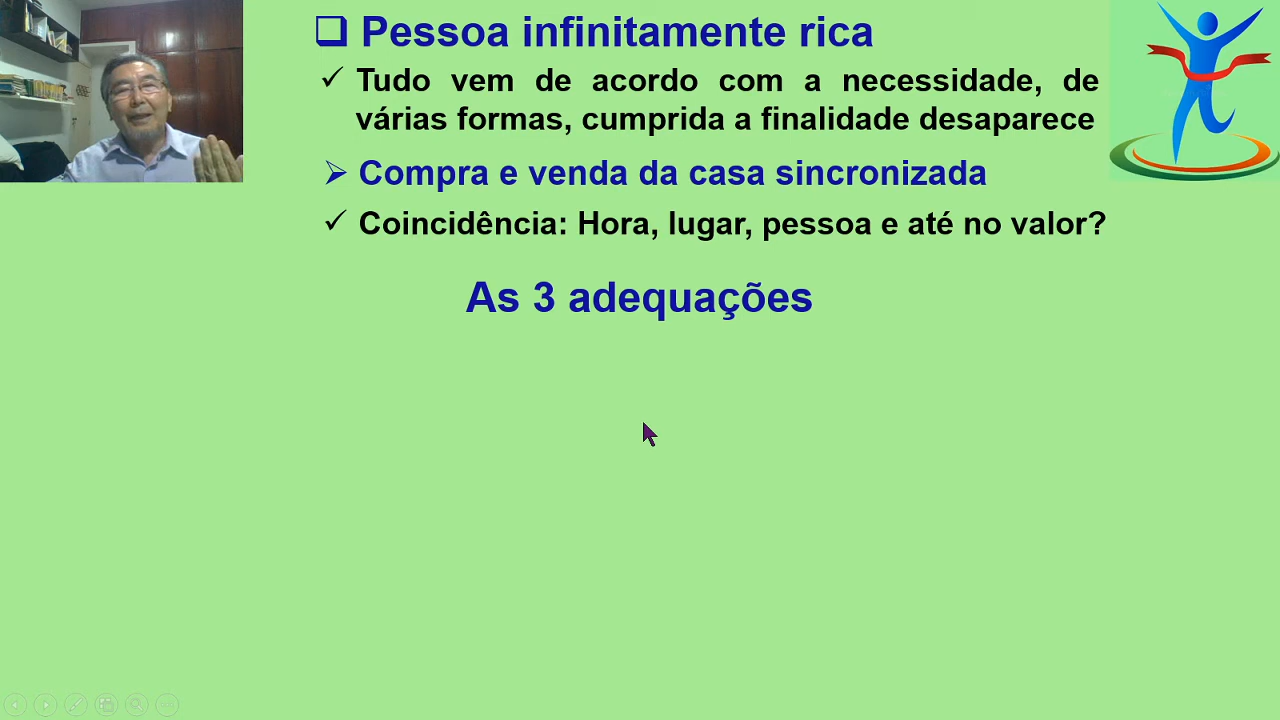 Pessoa infinitamente rica
Tudo vem de acordo com a necessidade, de
várias formas, cumprida a finalidade desaparece
Compra e venda da casa sincronizada
Coincidência: Hora, lugar, pessoa e até no valor?
As 3 adequações